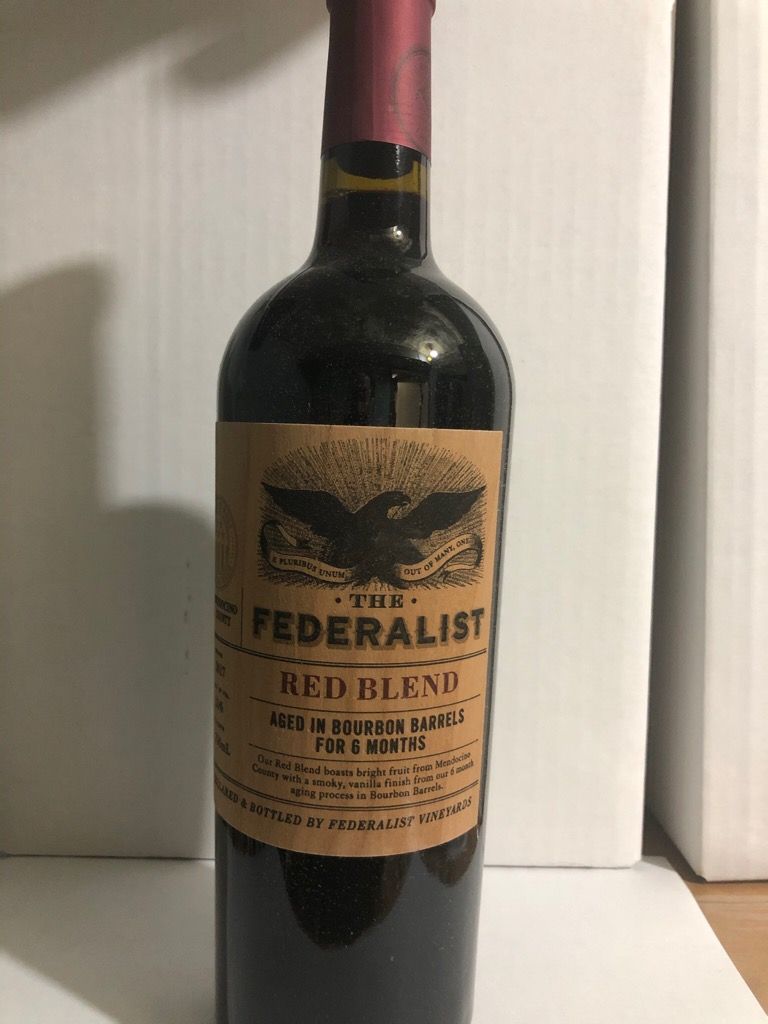 E PLURIBUS UNUM
OUT OF MANY, ONE
• THE •
FEDERALIST
RED BLEND
AGED IN BOURBON BARRELS
FOR 6 MONTHS
Our Red Blend boasts bright fruit from Mendocino
County with a smoky, vanilla finish from our 6 month
aging process in Bourbon Barrels.
& BOTTLED BY FEDERALIST VINEYARDS